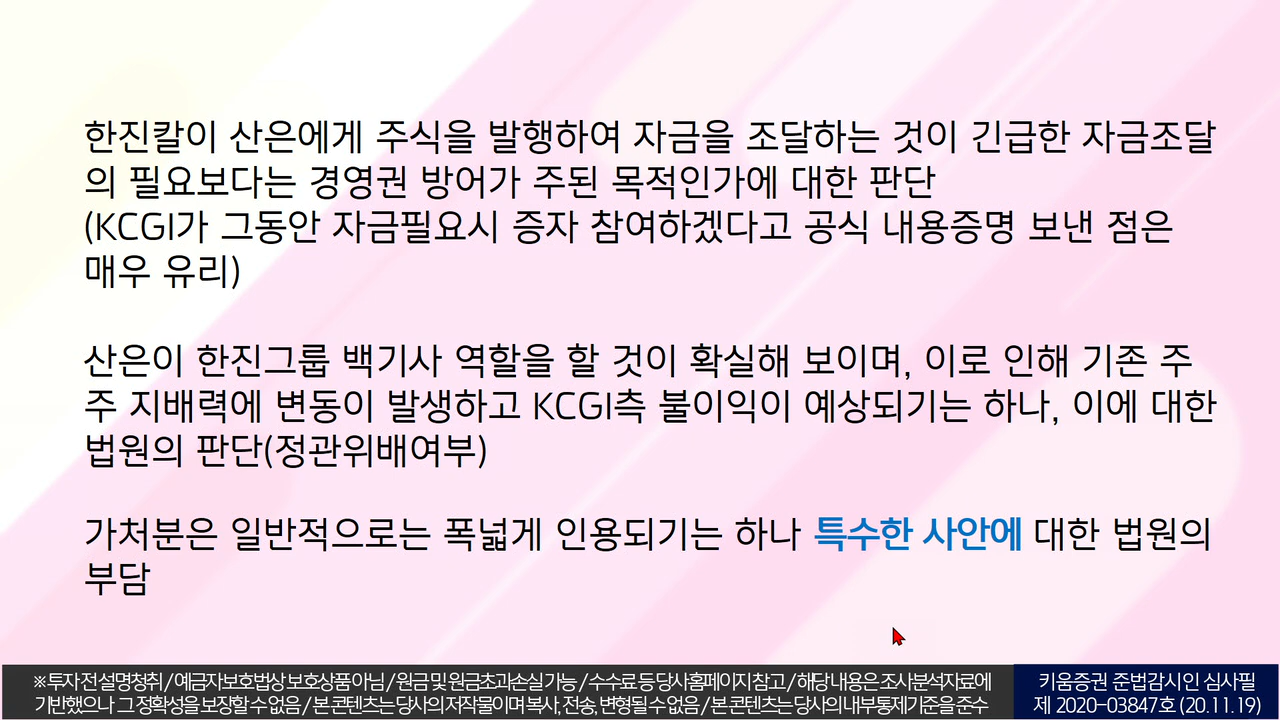 한진칼이 산은에게 주식을 발행하여 자금을 조달하는 것이 긴급한 자금조달
의 필요보다는 경영권 방어가 주된 목적인가에 대한 판단
(KCGI가 그동안 자금필요시 증자 참여하겠다고 공식 내용증명 보낸 점은
매우 유리)
산은이 한진그룹 백기사 역할을 할 것이 확실해 보이며, 이로 인해 기존 주
주 지배력에 변동이 발생하고 KCGI측 불이익이 예상되기는 하나, 이에 대한
법원의 판단(정관위배여부)
가처분은 일반적으로는 폭넓게 인용되기는 하나 특수한 사안에 대한 법원의
부담
※ 투자 전 설명청취 / 예금자보호법상 보호상품 아님 / 원금 및 원금초과손실 가능 / 수수료 등 당사홈페이지 참고 / 해당 내용은 조사분석자료에
기반했으나 그 정확성을 보장할 수 없음 / 본 콘텐츠는 당사의 저작물이며 복사, 전송, 변형될 수 없음 / 본 콘텐츠는 당사의 내부통제기준을 준수
키움증권 준법감시인 심사필
제 2020-03847호 (20.11.19)